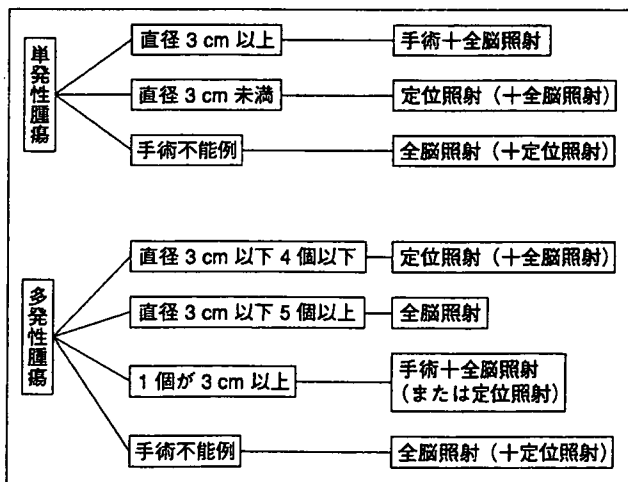 単発性腫瘍
直径 3 cm 以上
手術＋全脳照射
直径 3 cm 未満
定位照射（＋全脳照射）
手術不能例
全脳照射（＋定位照射）
多発性腫瘍
直径 3 cm 以下 4 個以下
定位照射（＋全脳照射）
直径 3 cm 以下 5 個以上
全脳照射
1 個が 3 cm 以上
手術＋全脳照射
（または定位照射）
手術不能例
全脳照射（＋定位照射）